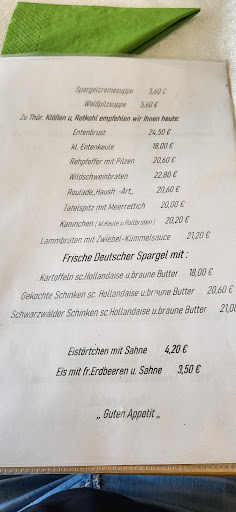 Spargelcremesuppe 5,60 €
Waldpilzsuppe 5,60 €
Zu Thür. Klößen u, Rotkohl empfehlen wir Ihnen heute:
Entenbrust 24,50 €
kl. Entenkeule 18,00 €
Rehpfeffer mit Pilzen 20,60 €
Wildschweinbraten 22,80 €
Roulade„Hausfr.-Art„ 20,60 €
Tafelspitz mit Meerrettich 20,00 €
Kaninchen ( kl.Keule u.Rollbraten ) 20,20 €
Lammbraten mit Zwiebel-Kümmelsauce 21,20 €
Frische Deutscher Spargel mit :
Kartoffeln sc.Hollandaise u.braune Butter 18,00 €
Gekochte Schinken sc.Hollandaise u.braune Butter 20,60 €
Schwarzwälder Schinken sc.Hollandaise u.braune Butter 21,00
Eistörtchen mit Sahne 4,20 €
Eis mit fr.Erdbeeren u. Sahne 3,50 €
„ Guten Appetit „